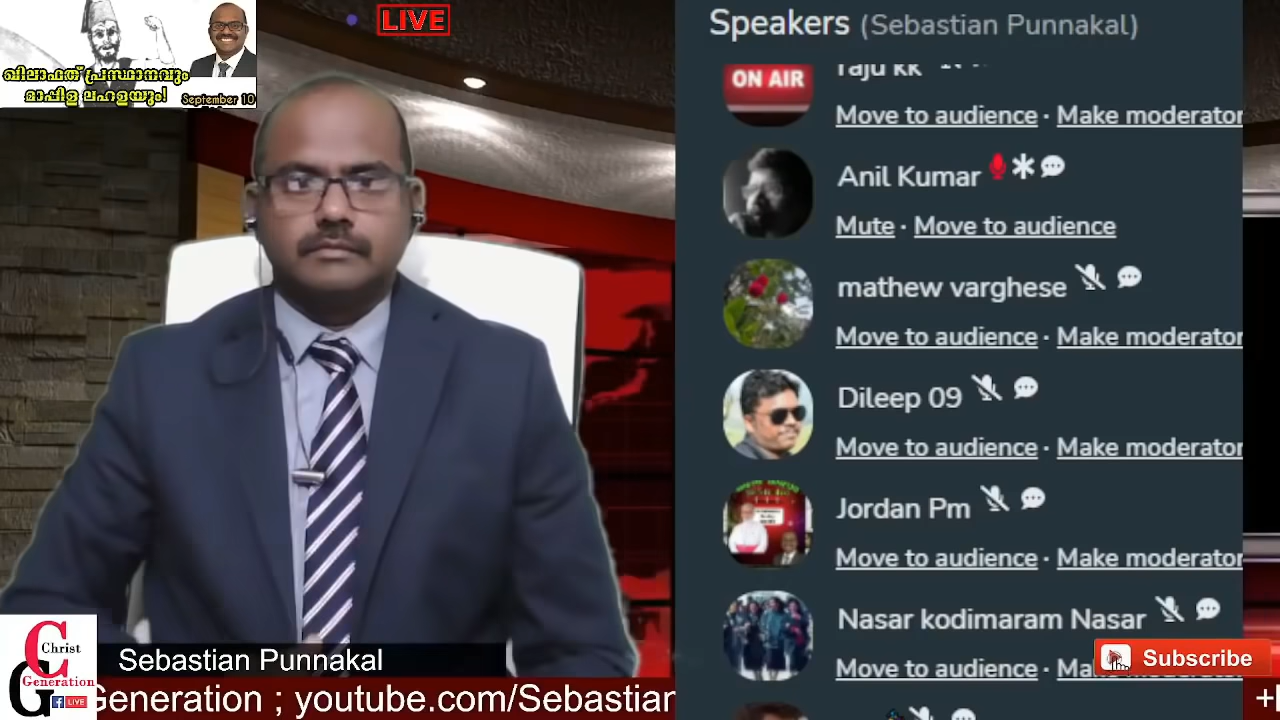 LIVE
ഖിലാഫത് പ്രസ്ഥാനവും
മാപ്പിള ലഹളയും!
September 10
Speakers (Sebastian Punnakal)
raju kk
ON AIR
Move to audience · Make moderator
Anil Kumar
Mute · Move to audience
mathew varghese
Move to audience · Make moderator
Dileep 09
Move to audience · Make moderator
Jordan Pm
Move to audience · Make moderator
Nasar kodimaram Nasar
Move to audience
Subscribe
Christ
Generation
LIVE
Sebastian Punnakal
Generation ; youtube.com/Sebastian